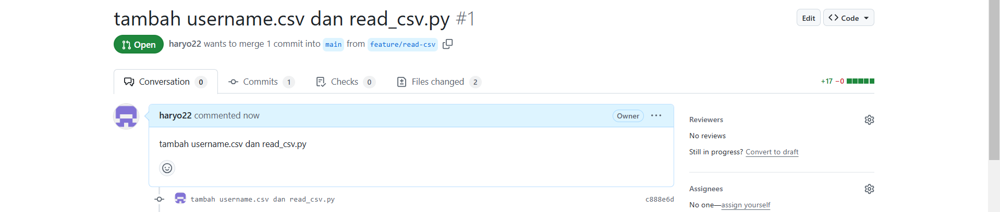 tambah username.csv dan read_csv.py #1
Edit
<> Code
Open
haryo22 wants to merge 1 commit into main from feature/read-csv
Conversation 0
Commits 1
Checks 0
Files changed 2
+17 −0
haryo22 commented now
Owner
tambah username.csv dan read_csv.py
tambah username.csv dan read_csv.py
c888e6d
Reviewers
No reviews
Still in progress? Convert to draft
Assignees
No one—assign yourself